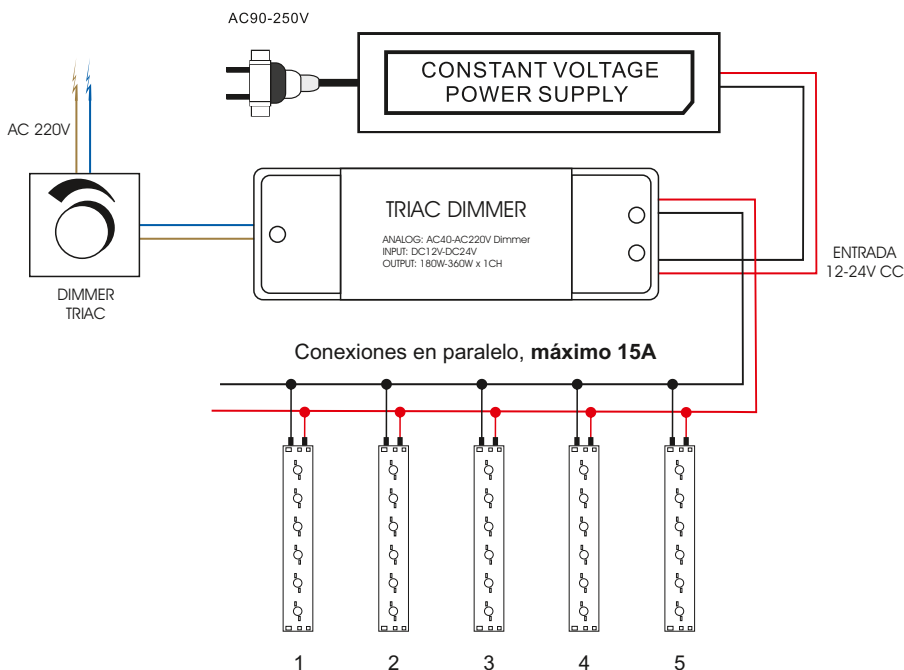 AC90-250V
CONSTANT VOLTAGE
POWER SUPPLY
AC 220V
TRIAC DIMMER
ANALOG: AC40-AC220V Dimmer
INPUT: DC12V-DC24V
OUTPUT: 180W-360W x 1CH
ENTRADA
12-24V CC
DIMMER
TRIAC
Conexiones en paralelo, máximo 15A
1 2 3 4 5